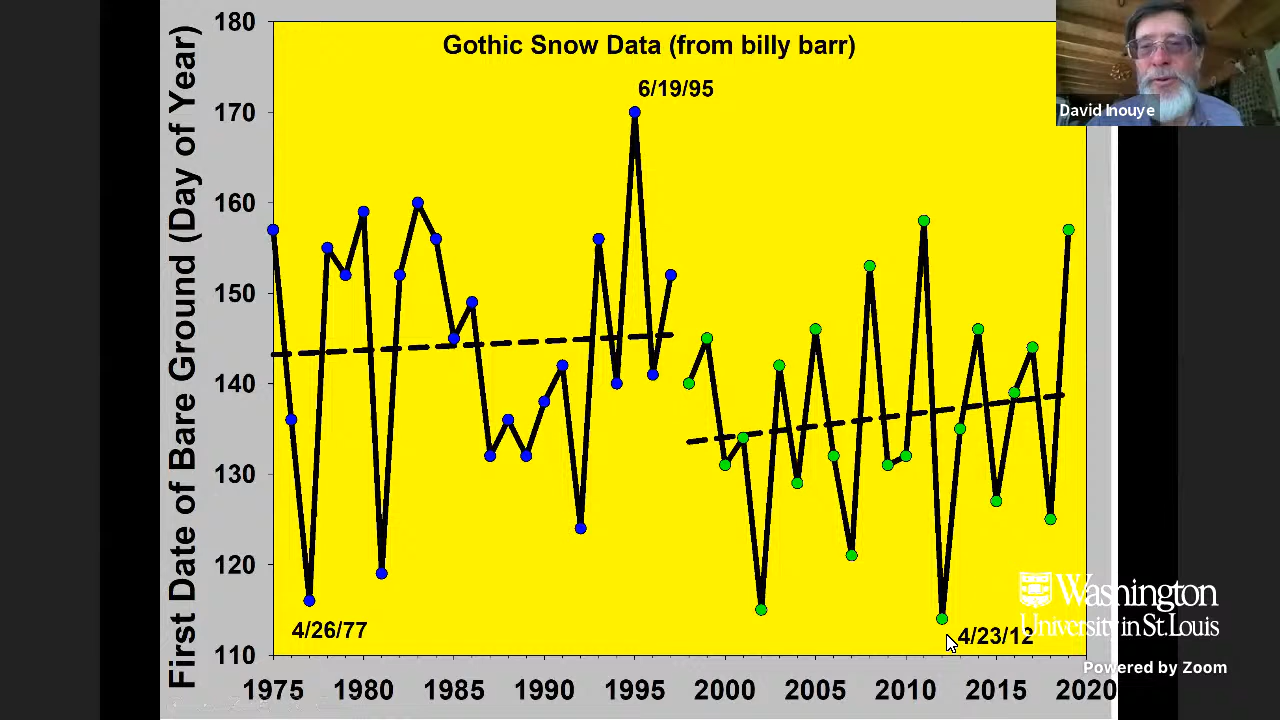 Gothic Snow Data (from billy barr)
First Date of Bare Ground (Day of Year)
180
170
160
150
140
130
120
110
6/19/95
4/26/77
4/23/12
1975 1980 1985 1990 1995 2000 2005 2010 2015 2020
David Inouye
Washington
University in St. Louis
Powered by Zoom